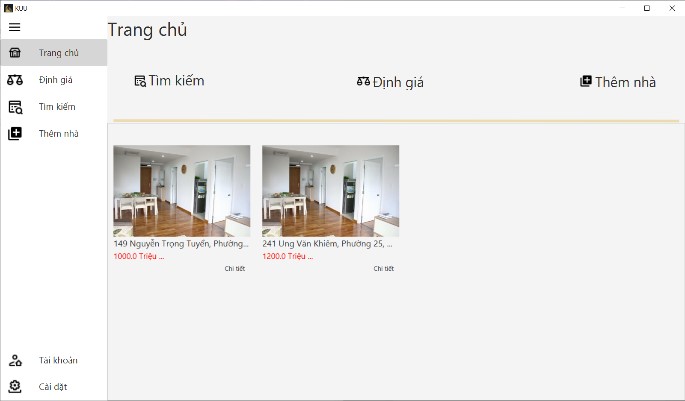 KUU
Trang chủ
Trang chủ
Định giá
Tìm kiếm
Thêm nhà
Tìm kiếm
Định giá
Thêm nhà
149 Nguyễn Trọng Tuyển, Phường...
1000.0 Triệu ...
Chi tiết
241 Ung Văn Khiêm, Phường 25, ...
1200.0 Triệu ...
Chi tiết
Tài khoản
Cài đặt